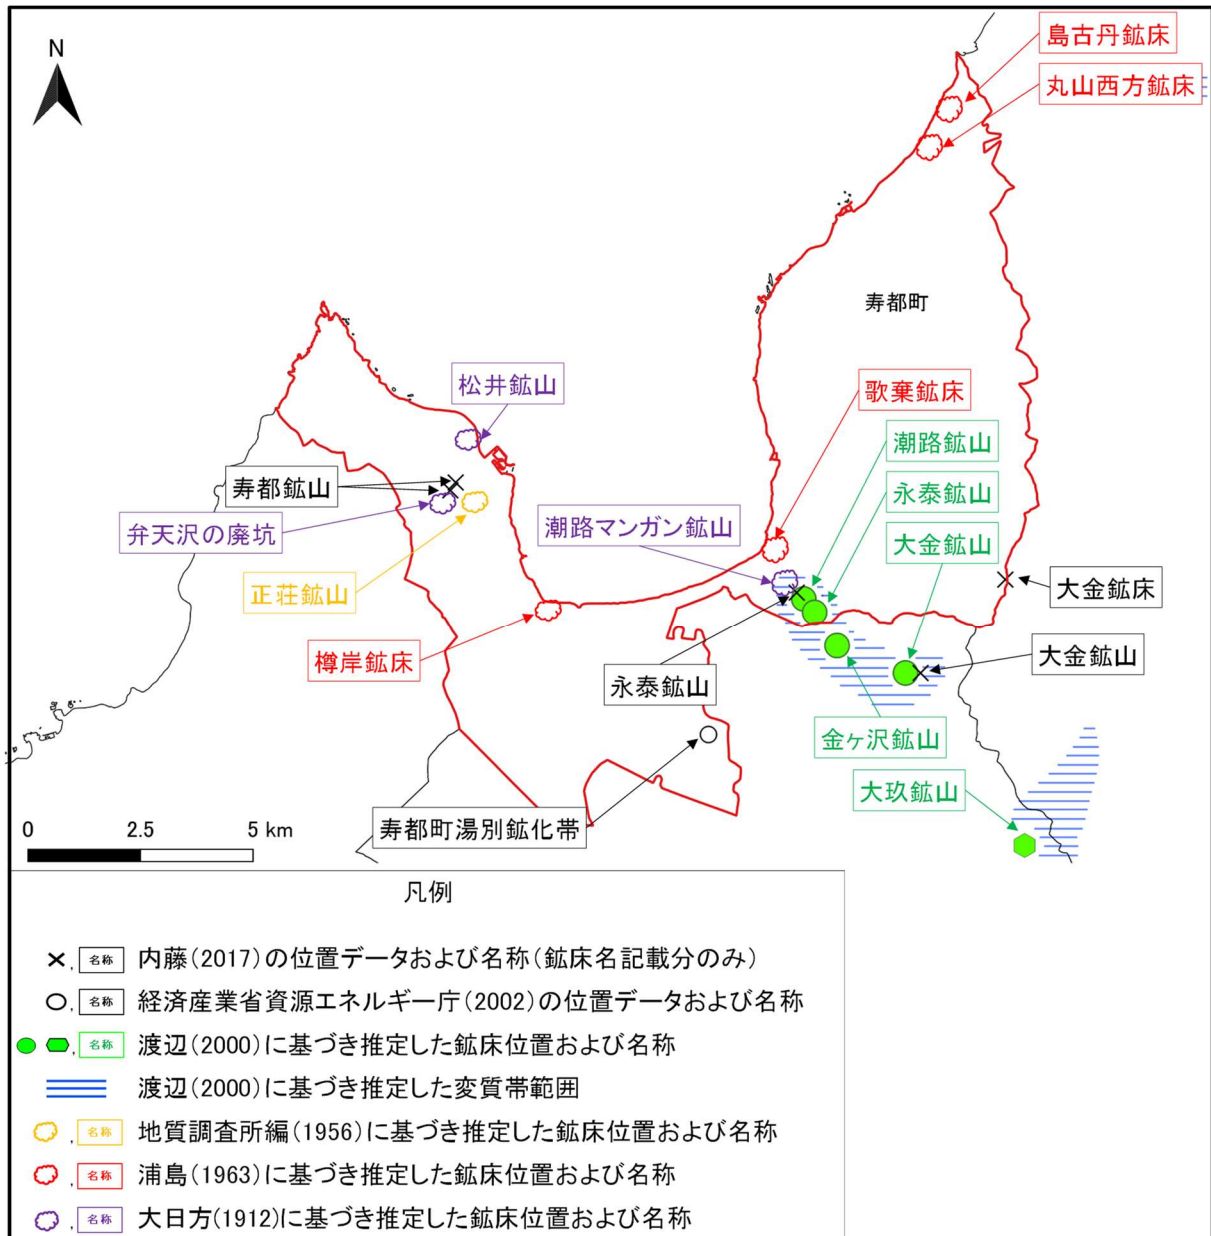 島古丹鉱床
N
丸山西方鉱床
寿都町
松井鉱山
歌棄鉱床
潮路鉱山
寿都鉱山
永泰鉱山
弁天沢の廃坑
潮路マンガン鉱山
大金鉱山
正荘鉱山
大金鉱床
樽岸鉱床
大金鉱山
永泰鉱山
金ヶ沢鉱山
大玖鉱山
0 2.5 5 km
寿都町湯別鉱化帯
凡例
名称 内藤(2017)の位置データおよび名称(鉱床名記載分のみ)
名称 経済産業省資源エネルギー庁(2002)の位置データおよび名称
名称 渡辺(2000)に基づき推定した鉱床位置および名称
渡辺(2000)に基づき推定した変質帯範囲
名称 地質調査所編(1956)に基づき推定した鉱床位置および名称
名称 浦島(1963)に基づき推定した鉱床位置および名称
名称 大日方(1912)に基づき推定した鉱床位置および名称